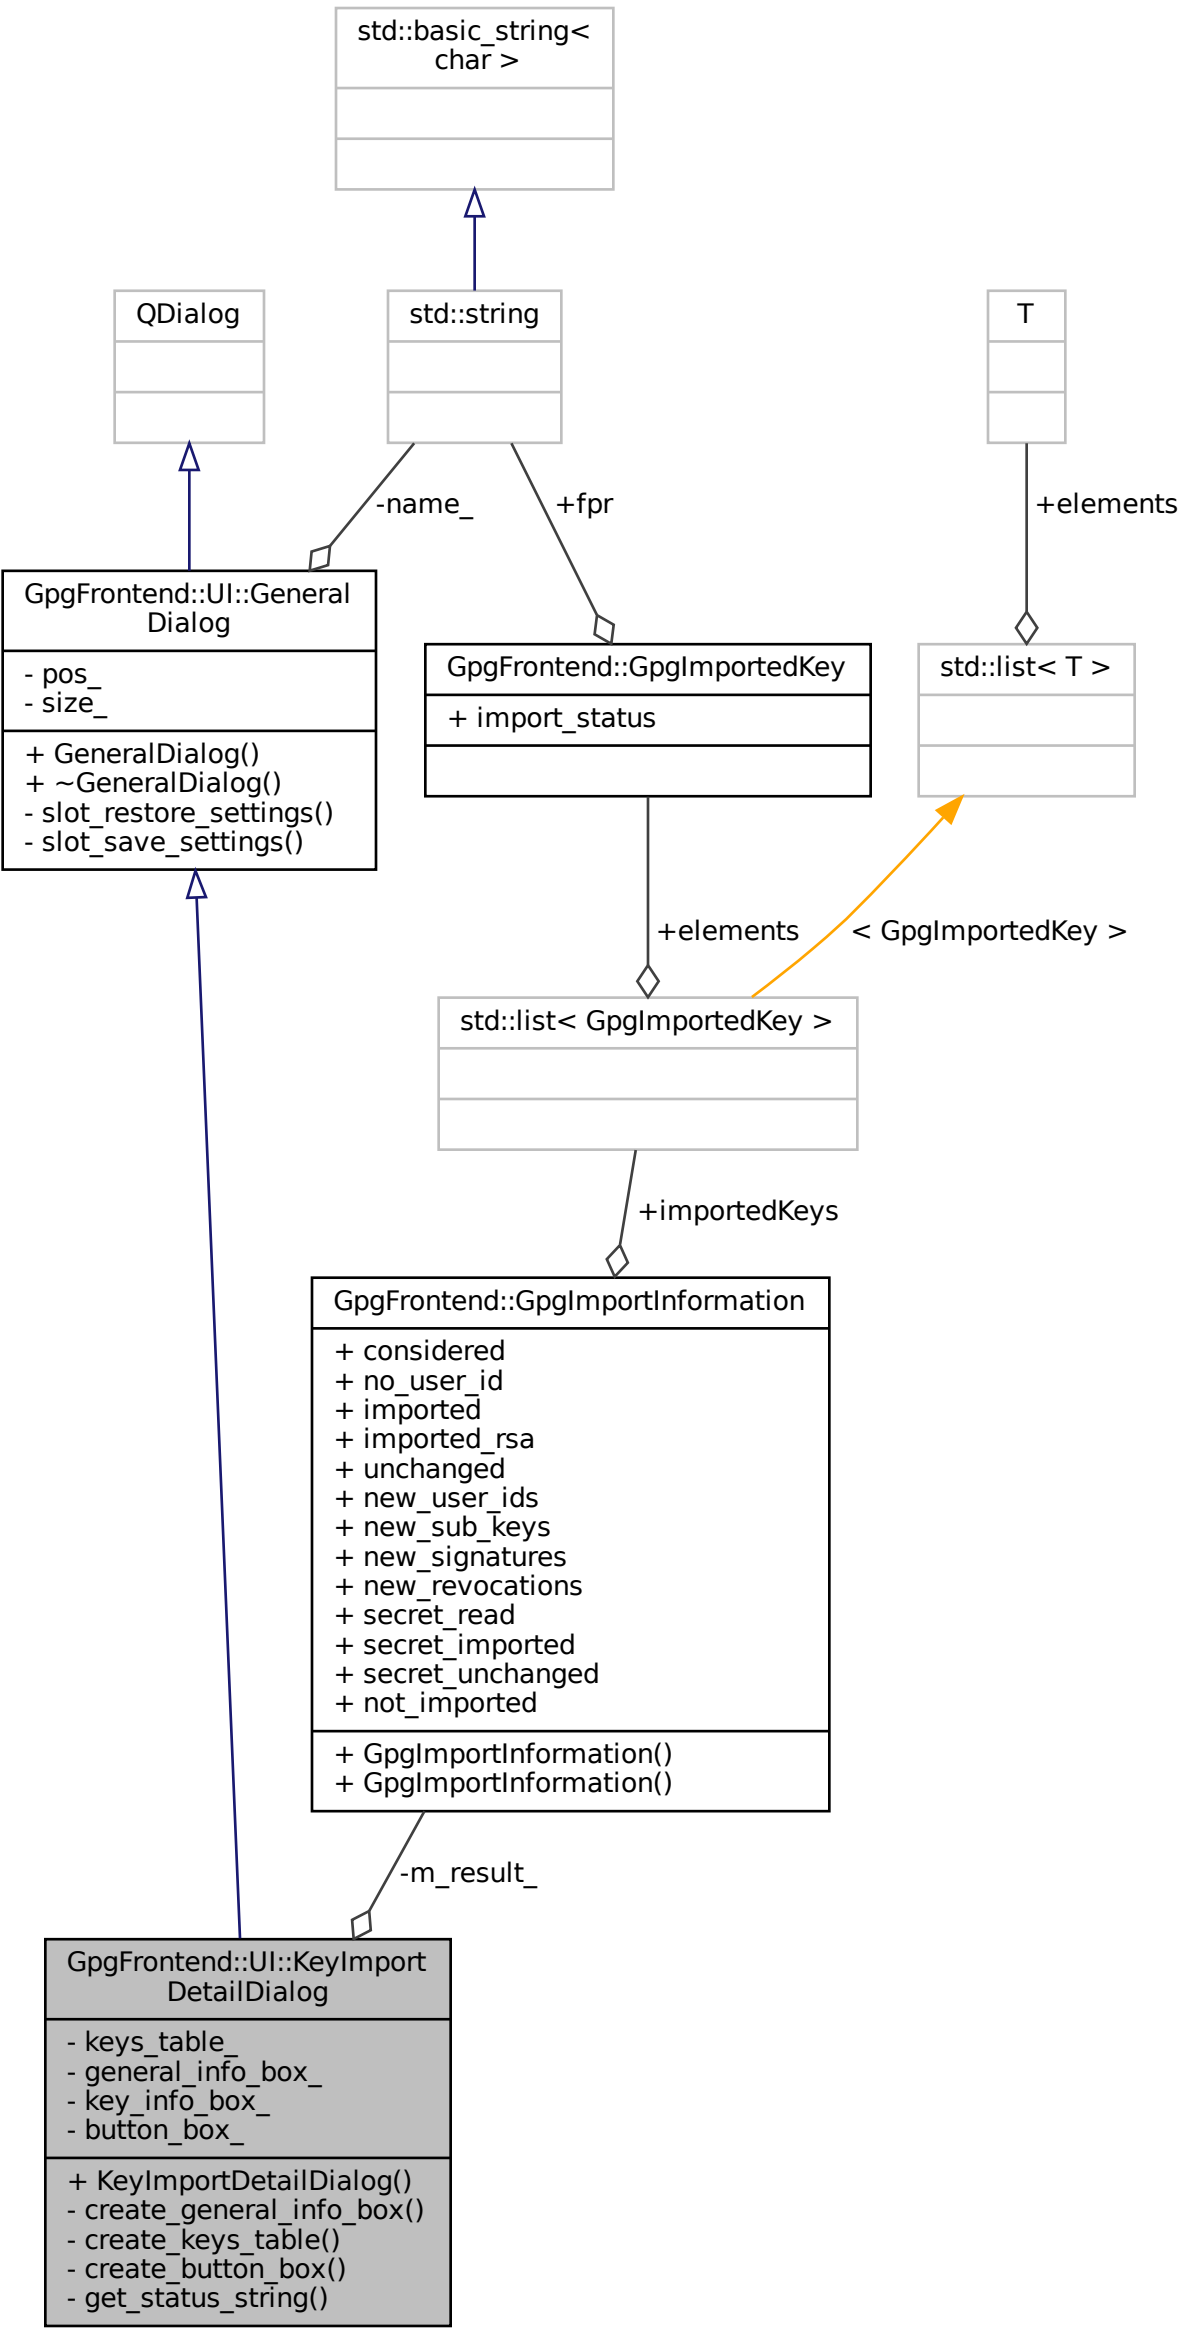 std::basic_string<
char >
QDialog
std::string
T
-name_
+fpr
+elements
GpgFrontend::UI::General
Dialog
- pos_
- size_
+ GeneralDialog()
+ ~GeneralDialog()
- slot_restore_settings()
- slot_save_settings()
GpgFrontend::GpgImportedKey
+ import_status
std::list< T >
+elements
< GpgImportedKey >
std::list< GpgImportedKey >
+importedKeys
GpgFrontend::GpgImportInformation
+ considered
+ no_user_id
+ imported
+ imported_rsa
+ unchanged
+ new_user_ids
+ new_sub_keys
+ new_signatures
+ new_revocations
+ secret_read
+ secret_imported
+ secret_unchanged
+ not_imported
+ GpgImportInformation()
+ GpgImportInformation()
-m_result_
GpgFrontend::UI::KeyImport
DetailDialog
- keys_table_
- general_info_box_
- key_info_box_
- button_box_
+ KeyImportDetailDialog()
- create_general_info_box()
- create_keys_table()
- create_button_box()
- get_status_string()